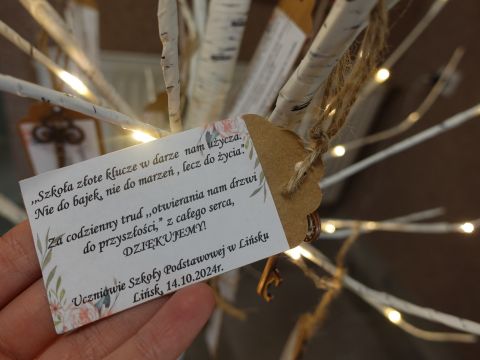 ,,Szkoła złote klucze w darze nam użycza.
Nie do bajek, nie do marzeń , lecz do życia."
Za codzienny trud ,,otwierania nam drzwi
do przyszłości," z całego serca,
DZIĘKUJEMY!
Uczniowie Szkoły Podstawowej w Lińsku
Lińsk, 14.10.2024r.